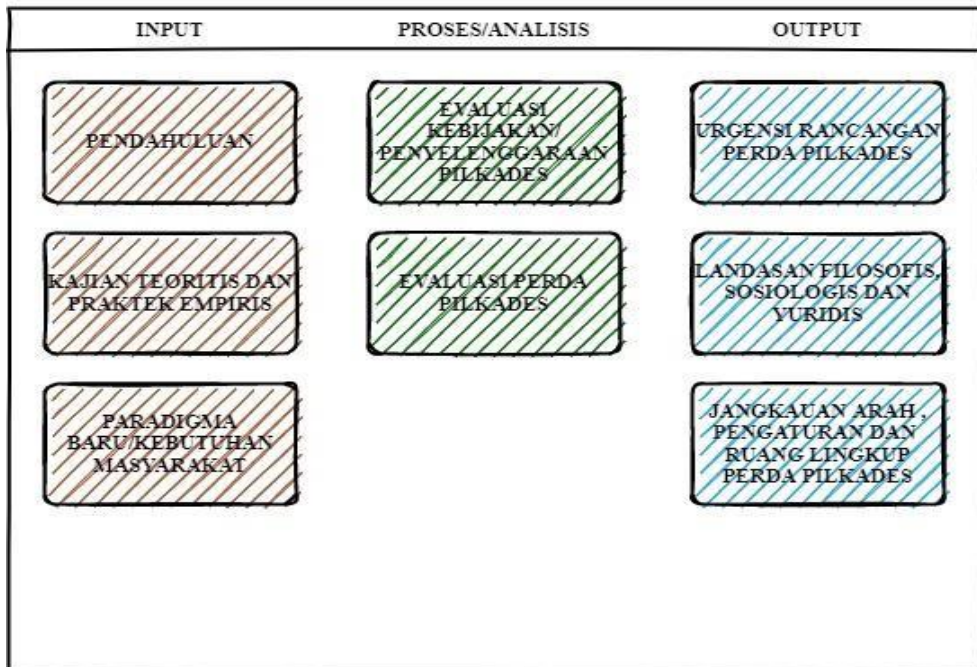 INPUT
PROSES/ANALISIS
OUTPUT
PENDAHULUAN
EVALUASI
KEBIJAKAN/
PENYELENGGARAAN
PILKADES
URGENSI RANCANGAN
PERDA PILKADES
KAJIAN TEORITIS DAN
PRAKTEK EMPIRIS
EVALUASI PERDA
PILKADES
LANDASAN FILOSOFIS,
SOSIOLOGIS DAN
YURIDIS
PARADIGMA
BARU/KEBUTUHAN
MASYARAKAT
JANGKAUAN ARAH ,
PENGATURAN DAN
RUANG LINGKUP
PERDA PILKADES